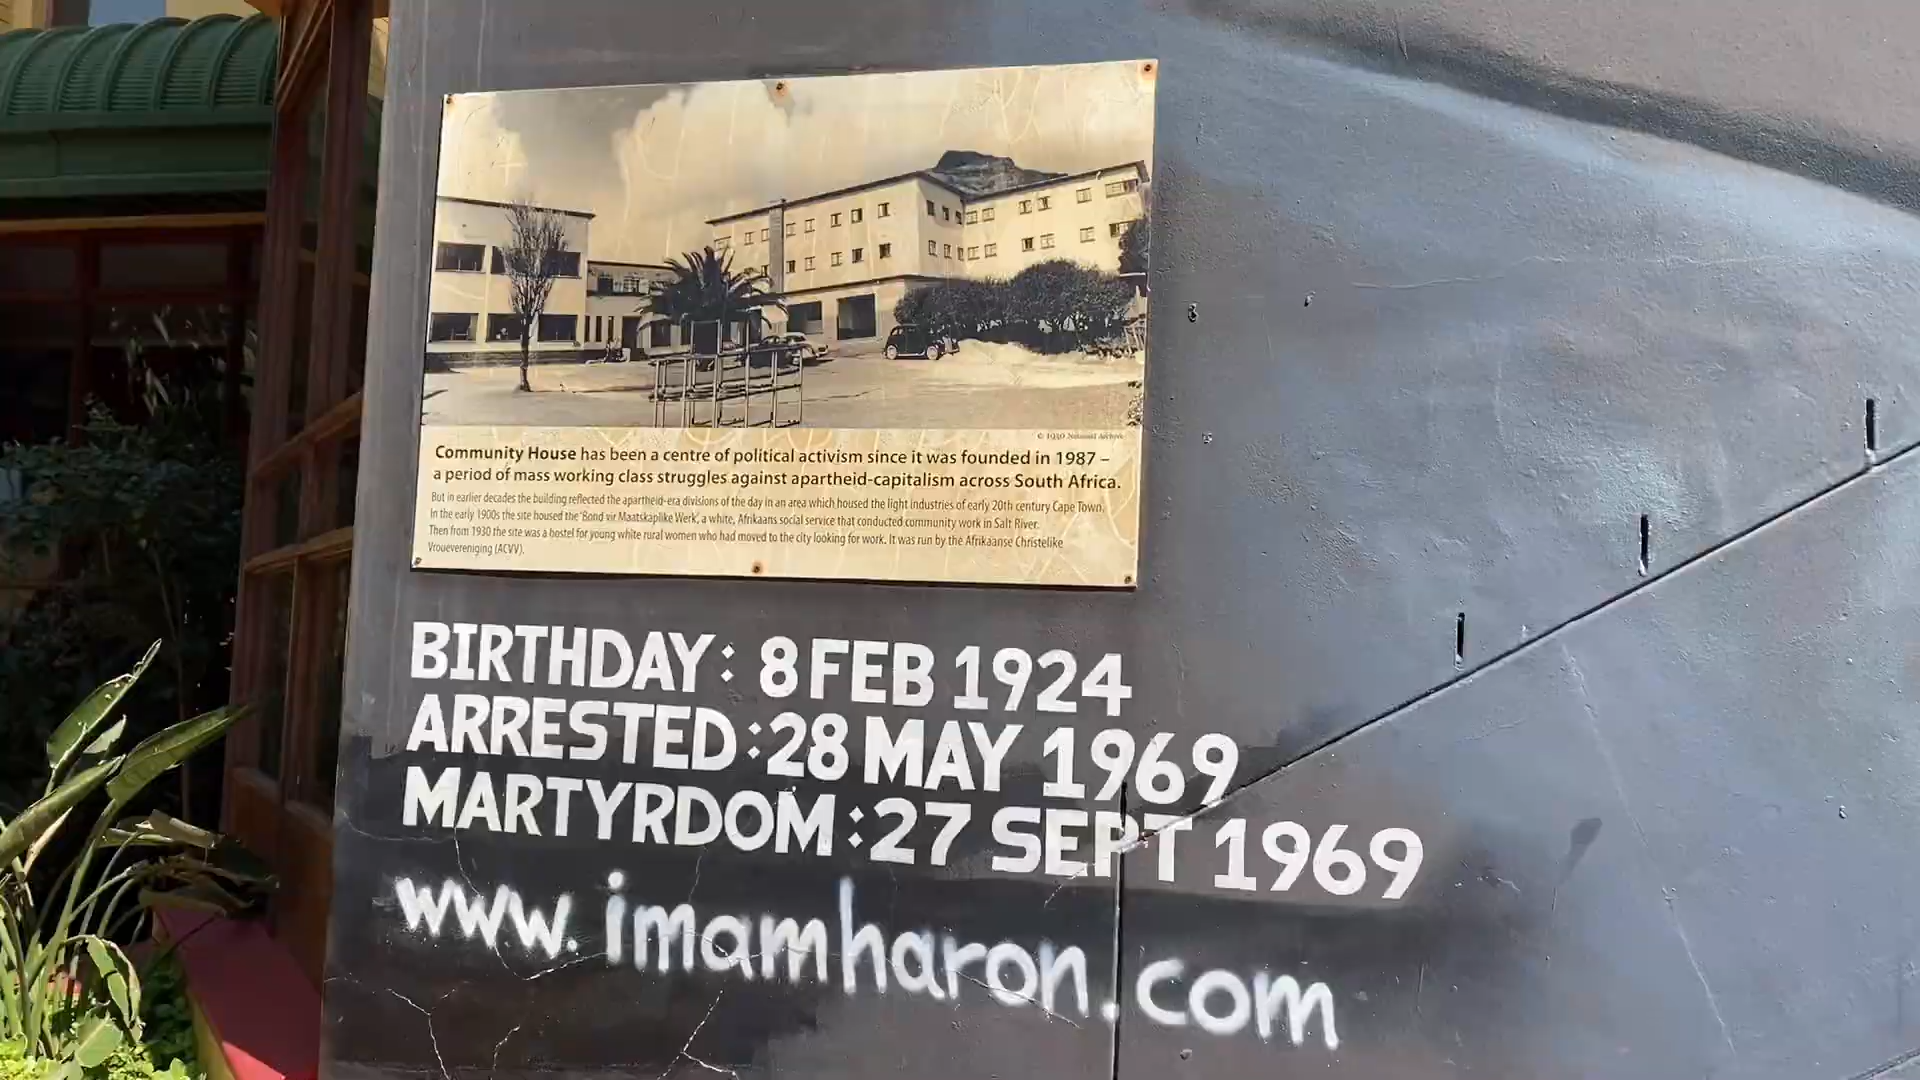 © 1930 National Archive
Community House has been a centre of political activism since it was founded in 1987 –
a period of mass working class struggles against apartheid-capitalism across South Africa.
But in earlier decades the building reflected the apartheid-era divisions of the day in an area which housed the light industries of early 20th century Cape Town.
In the early 1900s the site housed the 'Bond vir Maatskaplike Werk', a white, Afrikaans social service that conducted community work in Salt River.
Then from 1930 the site was a hostel for young white rural women who had moved to the city looking for work. It was run by the Afrikaanse Christelike
Vrouevereniging (ACVV).
BIRTHDAY: 8 FEB 1924
ARRESTED: 28 MAY 1969
MARTYRDOM: 27 SEPT 1969
www.imamharon.com